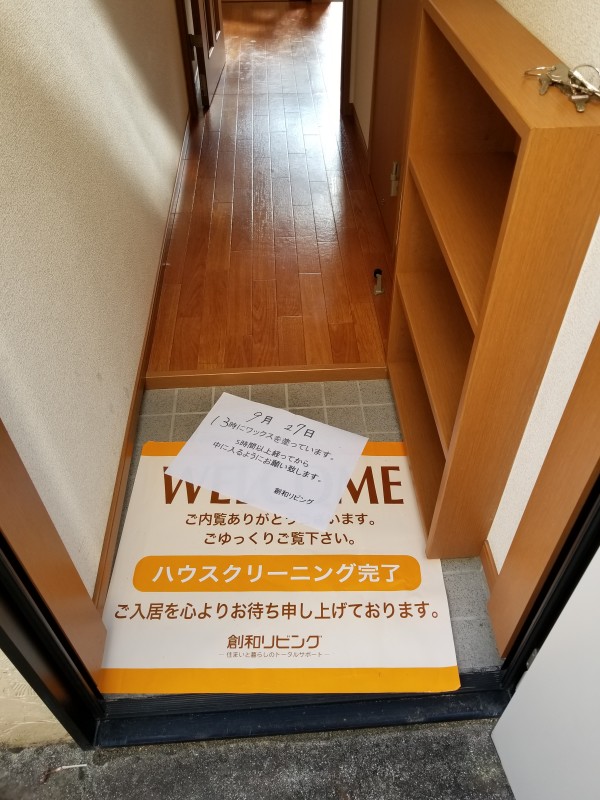 9月 27日
13時にワックスを塗っています。
5時間以上経ってから
中に入るようにお願い致します。
創和リビング
WEL OME
ご内覧ありがとう います。
ごゆっくりご覧下さい。
ハウスクリーニング完了
ご入居を心よりお待ち申し上げております。
創和リビング
住まいと暮らしのトータルサポート